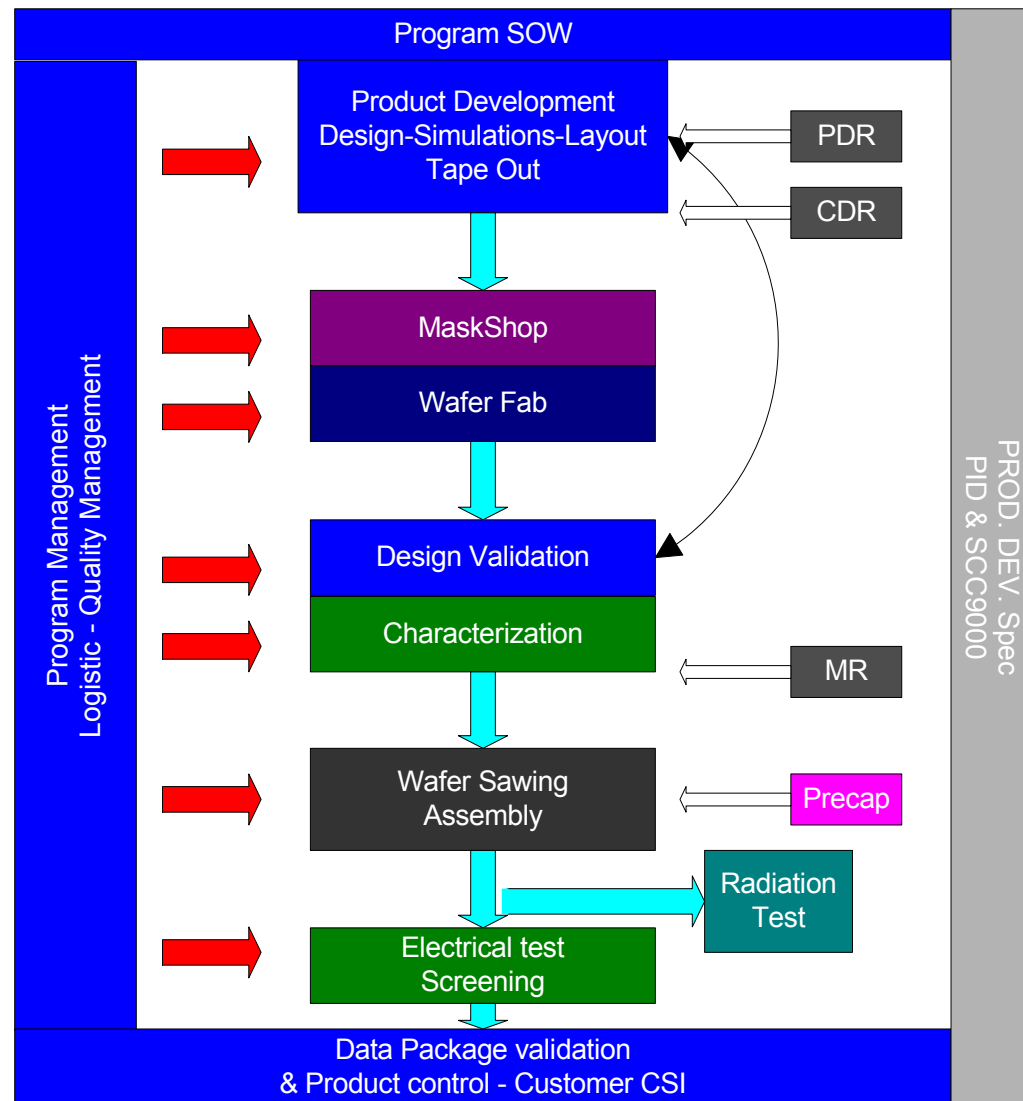 Program SOW
Product Development
Design-Simulations-Layout
Tape Out
PDR
CDR
MaskShop
Wafer Fab
Program Management
Logistic - Quality Management
PROD. DEV. Spec
PID & SCC9000
Design Validation
Characterization
MR
Wafer Sawing
Assembly
Precap
Radiation
Test
Electrical test
Screening
Data Package validation
& Product control - Customer CSI